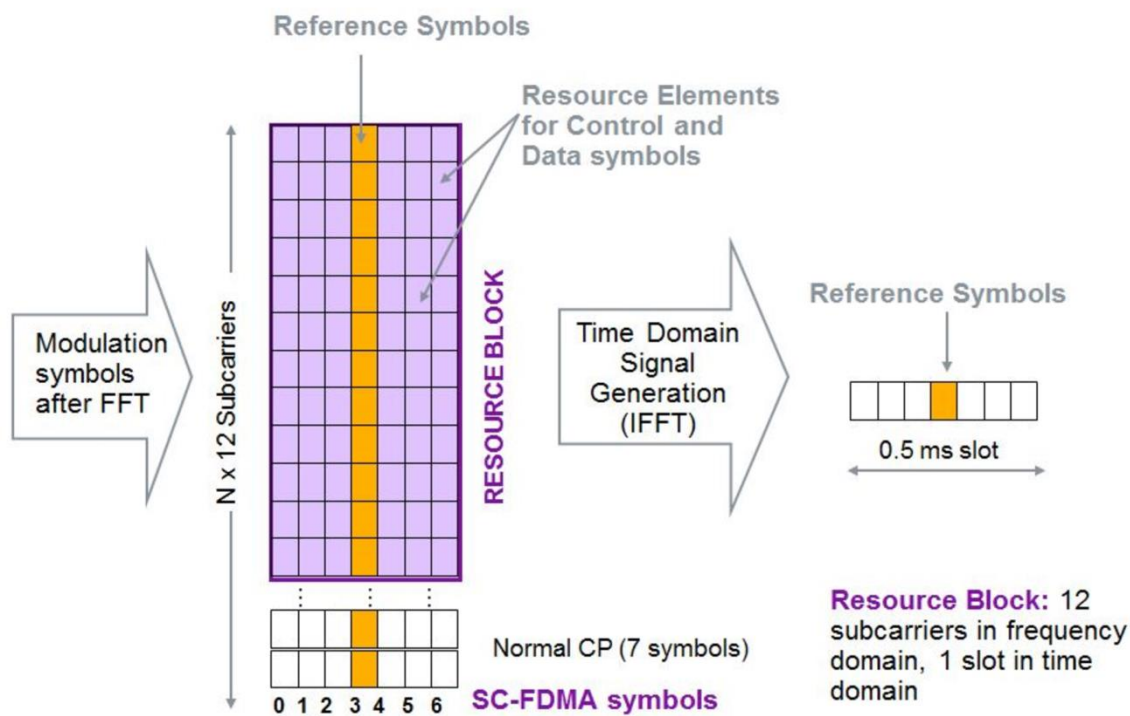 Reference Symbols
Resource Elements
for Control and
Data symbols
Modulation
symbols
after FFT
N x 12 Subcarriers
RESOURCE BLOCK
Time Domain
Signal
Generation
(IFFT)
Reference Symbols
0.5 ms slot
Normal CP (7 symbols)
0 1 2 3 4 5 6
SC-FDMA symbols
Resource Block: 12
subcarriers in frequency
domain, 1 slot in time
domain